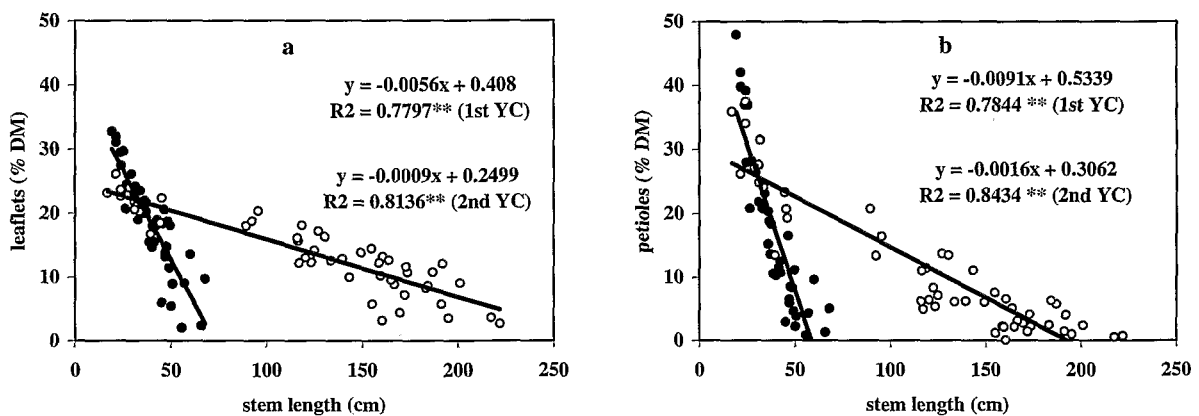 a
y = -0.0056x + 0.408
R2 = 0.7797** (1st YC)
y = -0.0009x + 0.2499
R2 = 0.8136** (2nd YC)
leaflets (% DM)
50
40
30
20
10
0
0 50 100 150 200 250
stem length (cm)
b
y = -0.0091x + 0.5339
R2 = 0.7844 ** (1st YC)
y = -0.0016x + 0.3062
R2 = 0.8434 ** (2nd YC)
petioles (% DM)
50
40
30
20
10
0
0 50 100 150 200 250
stem length (cm)